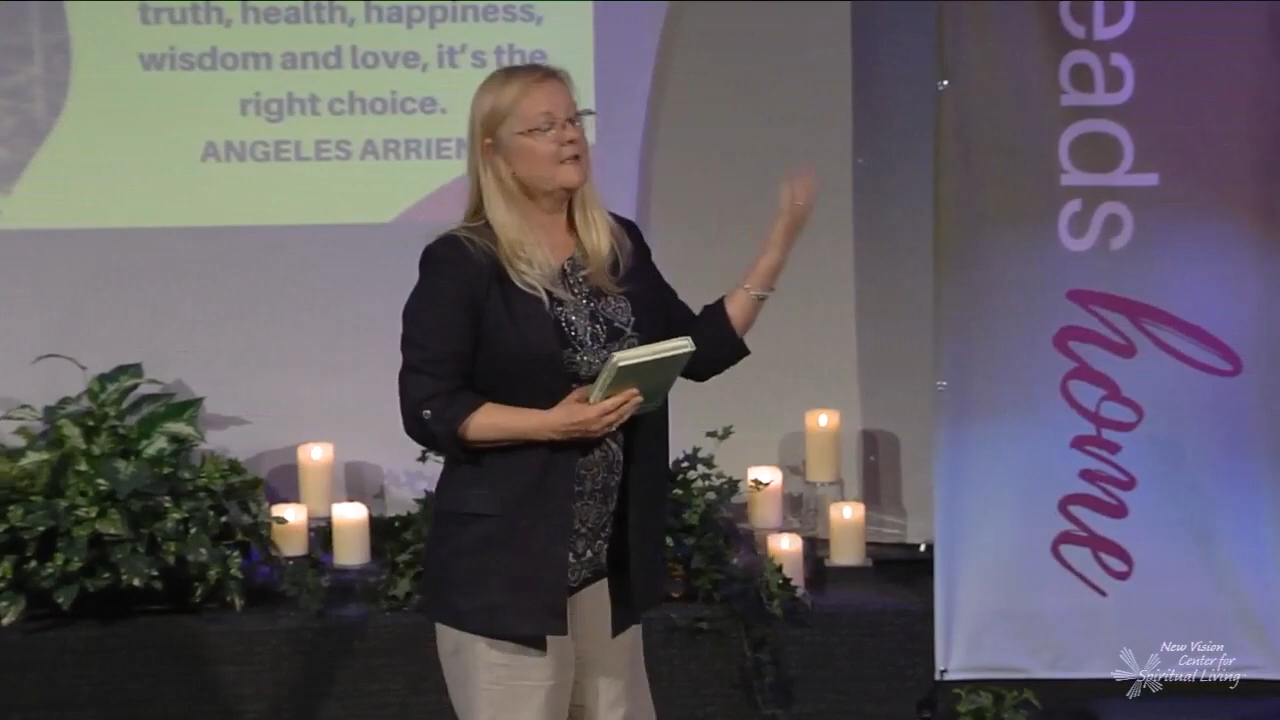 truth, health, happiness,
wisdom and love, it's the
right choice.
ANGELES ARRIEN
eads
home
New Vision
Center for
Spiritual Living